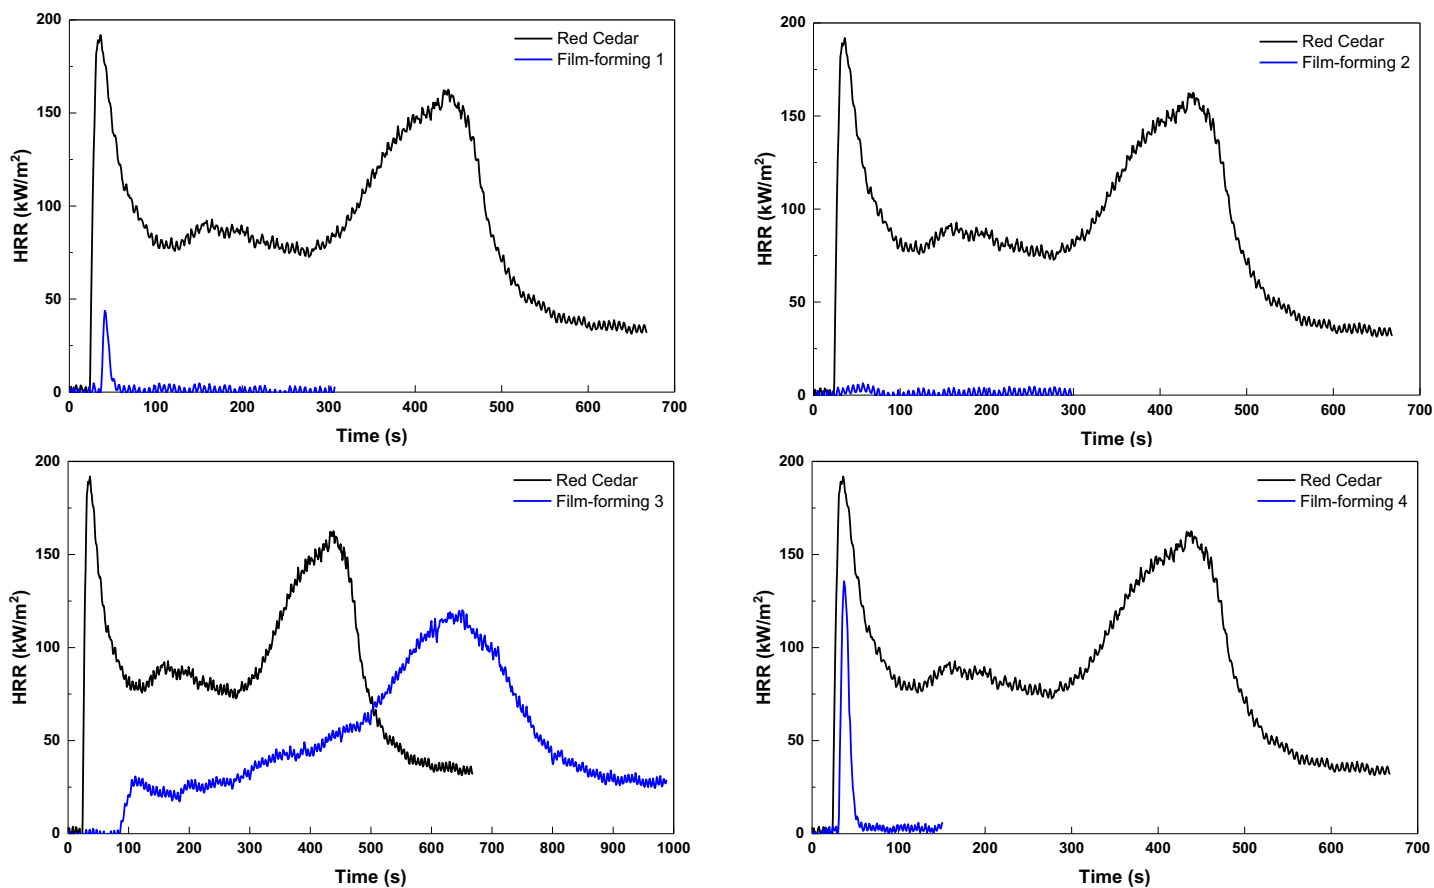 200
150
100
50
0
HRR (kW/m²)
Red Cedar
Film-forming 1
0 100 200 300 400 500 600 700
Time (s)
200
150
100
50
0
HRR (kW/m²)
Red Cedar
Film-forming 2
0 100 200 300 400 500 600 700
Time (s)
200
150
100
50
0
HRR (kW/m²)
Red Cedar
Film-forming 3
0 100 200 300 400 500 600 700 800 900 1000
Time (s)
200
150
100
50
0
HRR (kW/m²)
Red Cedar
Film-forming 4
0 100 200 300 400 500 600 700
Time (s)